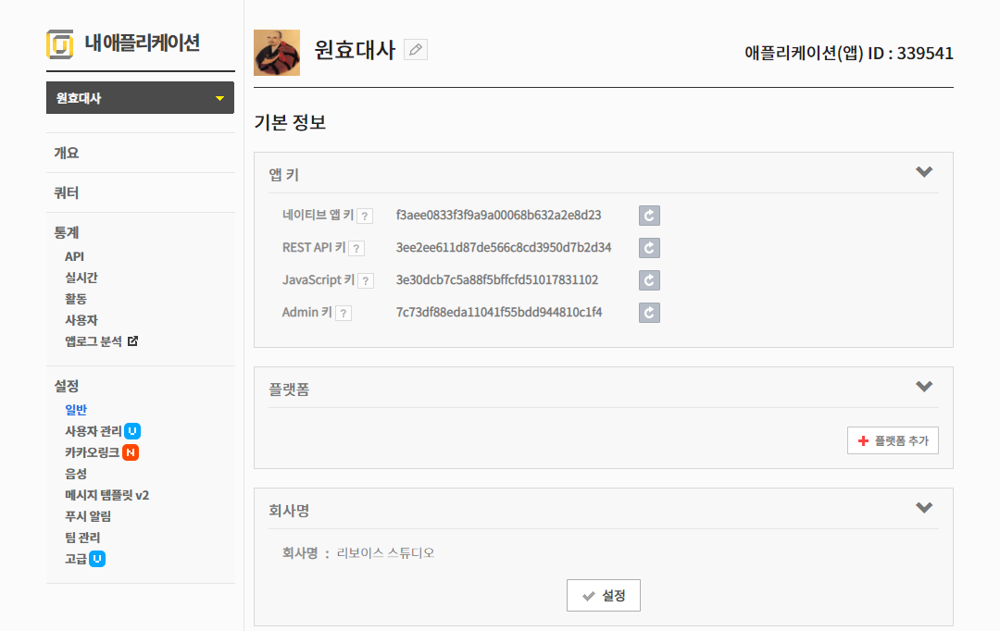 내 애플리케이션
원효대사
개요
쿼터
통계
API
실시간
활동
사용자
앱로그 분석
설정
일반
사용자 관리 U
카카오링크 N
음성
메시지 템플릿 v2
푸시 알림
팀 관리
고급 U
원효대사
애플리케이션(앱) ID : 339541
기본 정보
앱 키
네이티브 앱 키 ? f3aee0833f3f9a9a00068b632a2e8d23
REST API 키 ? 3ee2ee611d87de566c8cd3950d7b2d34
JavaScript 키 ? 3e30dcb7c5a88f5bffcfd51017831102
Admin 키 ? 7c73df88eda11041f55bdd944810c1f4
플랫폼
플랫폼 추가
회사명
회사명 : 리보이스 스튜디오
설정